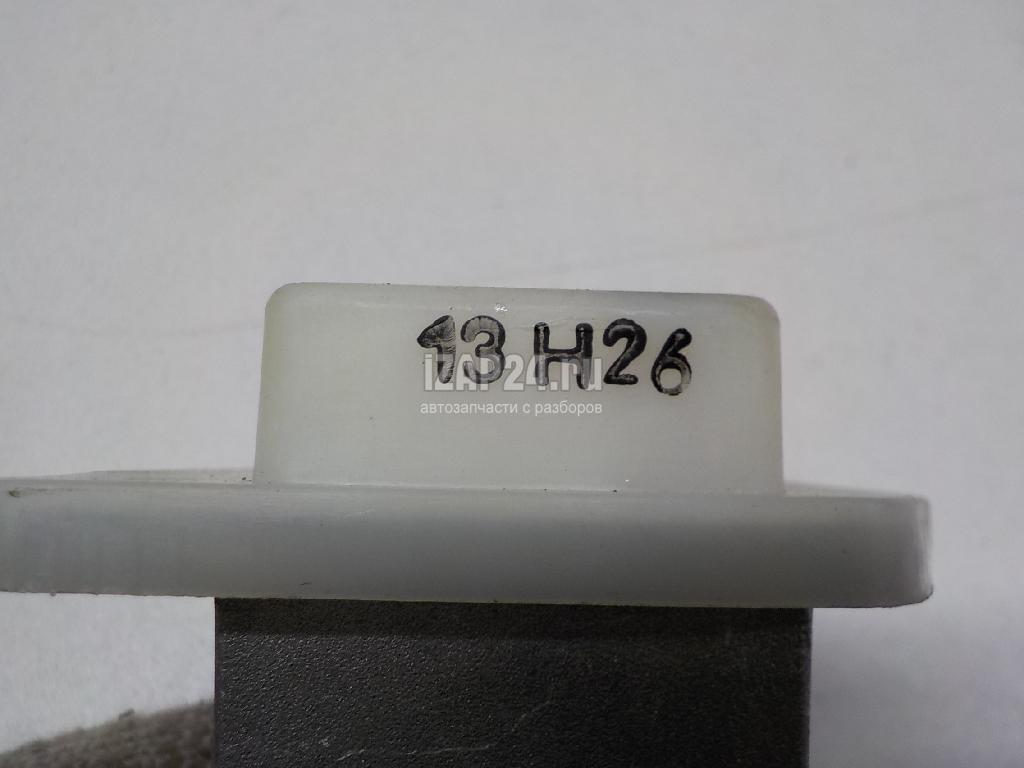 13H26
iZAP24.ru
автозапчасти с разборов